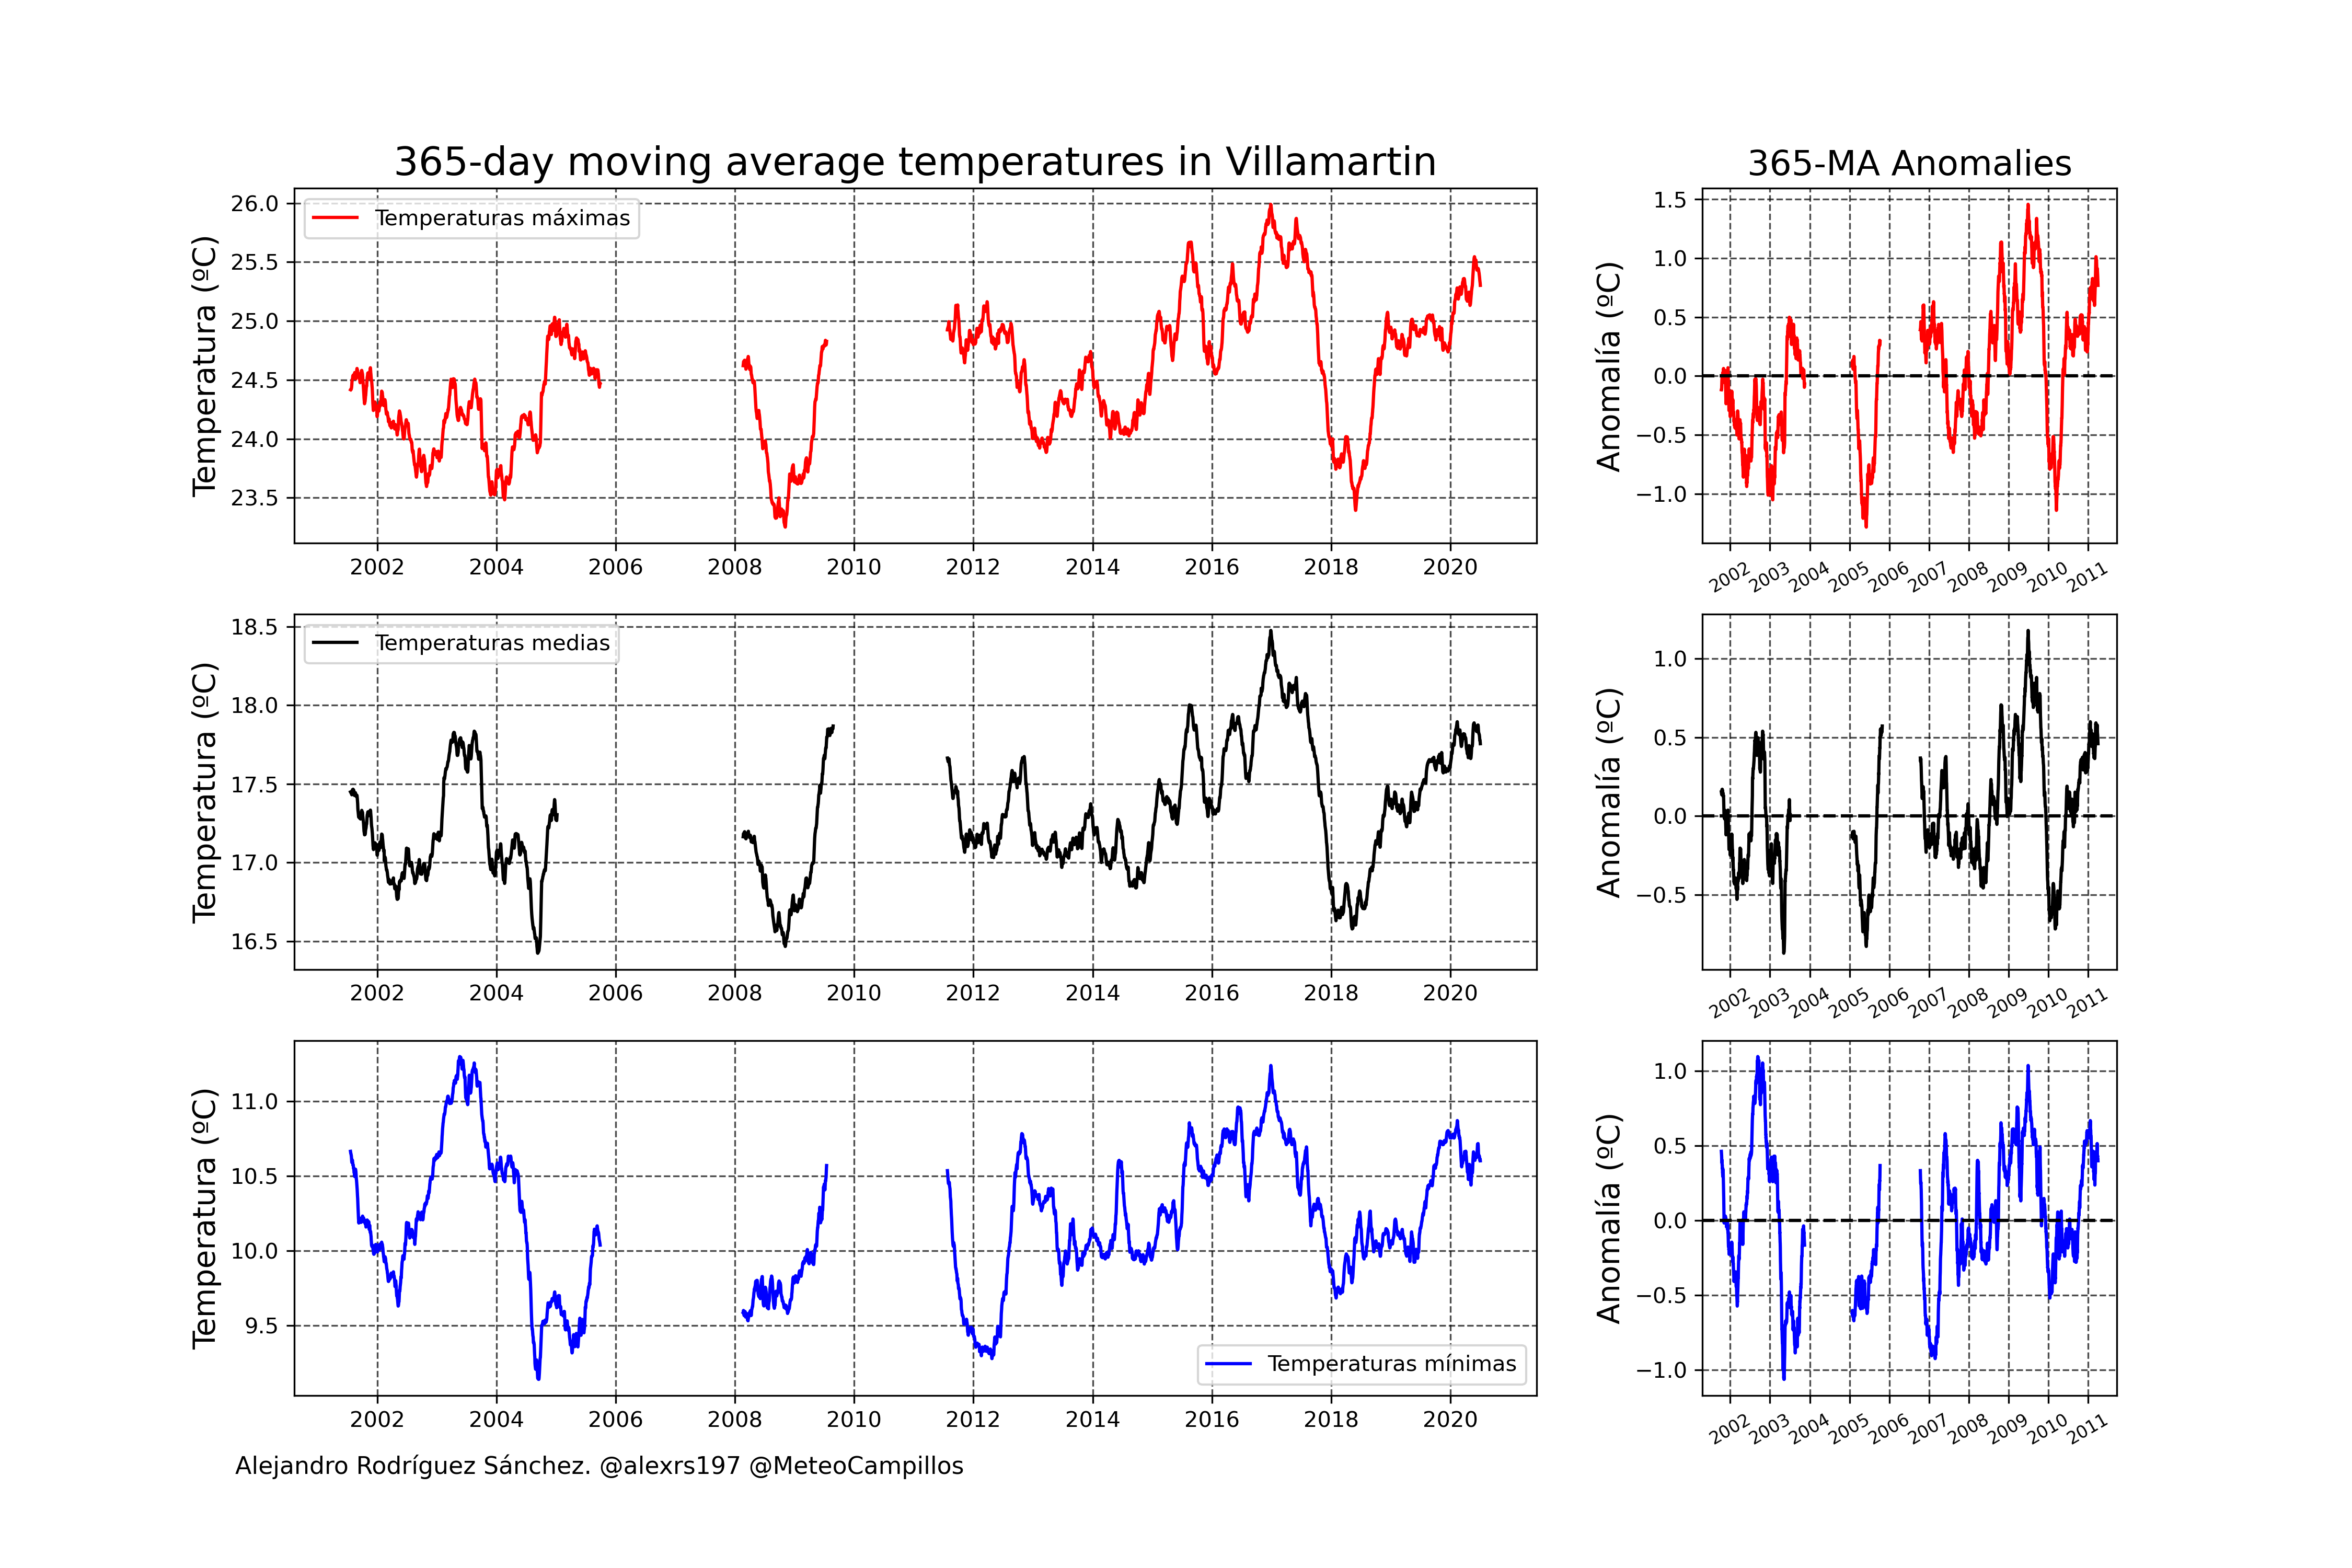 365-day moving average temperatures in Villamartin
365-MA Anomalies
Temperatura (ºC)
26.0
25.5
25.0
24.5
24.0
23.5
Temperaturas máximas
2002 2004 2006 2008 2010 2012 2014 2016 2018 2020
Anomalía (ºC)
1.5
1.0
0.5
0.0
−0.5
−1.0
2002 2003 2004 2005 2006 2007 2008 2009 2010 2011
Temperatura (ºC)
18.5
18.0
17.5
17.0
16.5
Temperaturas medias
2002 2004 2006 2008 2010 2012 2014 2016 2018 2020
Anomalía (ºC)
1.0
0.5
0.0
−0.5
2002 2003 2004 2005 2006 2007 2008 2009 2010 2011
Temperatura (ºC)
11.0
10.5
10.0
9.5
Temperaturas mínimas
2002 2004 2006 2008 2010 2012 2014 2016 2018 2020
Anomalía (ºC)
1.0
0.5
0.0
−0.5
−1.0
2002 2003 2004 2005 2006 2007 2008 2009 2010 2011
Alejandro Rodríguez Sánchez. @alexrs197 @MeteoCampillos